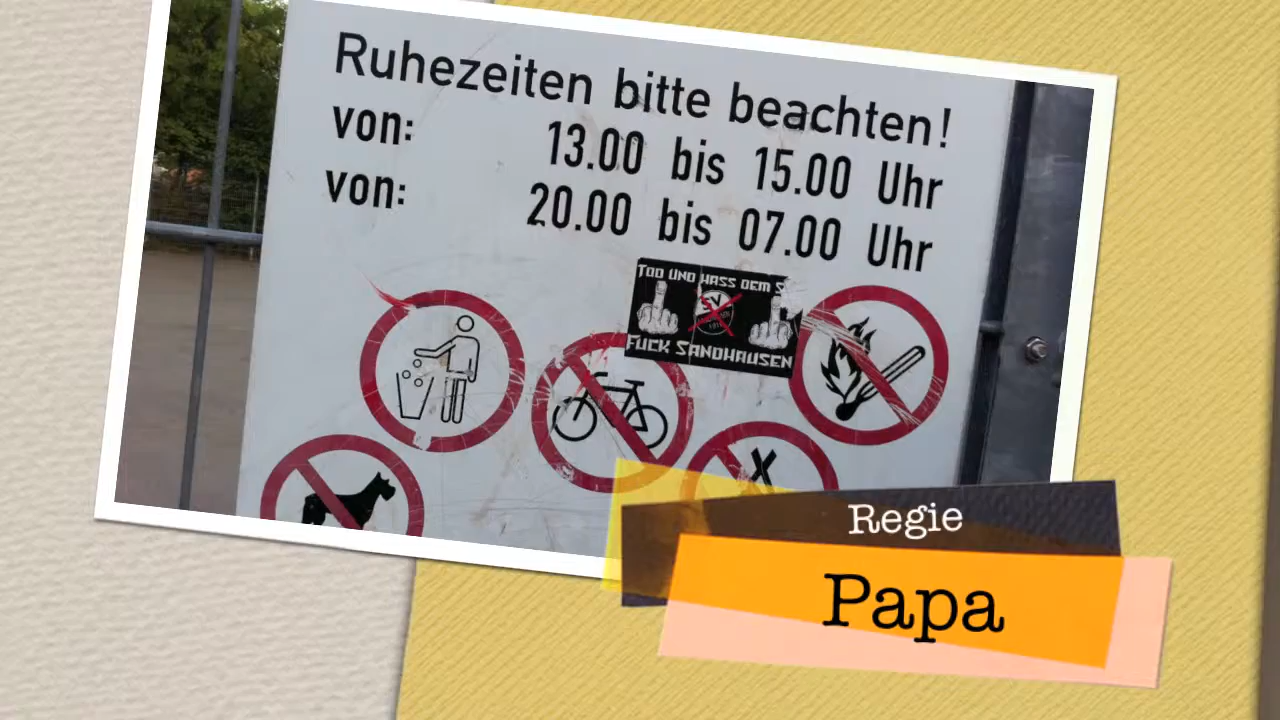 Ruhezeiten bitte beachten!
von: 13.00 bis 15.00 Uhr
von: 20.00 bis 07.00 Uhr
TOD UND HASS DEM S
SV
1916
FUCK SANDHAUSEN
Regie
Papa